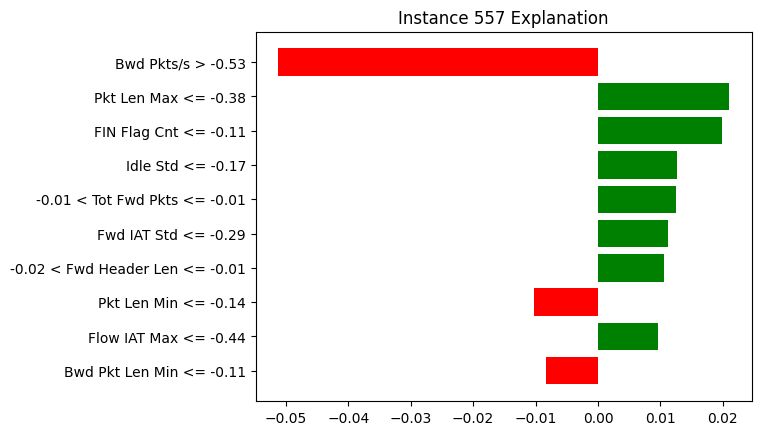 Instance 557 Explanation
Bwd Pkts/s > -0.53
Pkt Len Max <= -0.38
FIN Flag Cnt <= -0.11
Idle Std <= -0.17
-0.01 < Tot Fwd Pkts <= -0.01
Fwd IAT Std <= -0.29
-0.02 < Fwd Header Len <= -0.01
Pkt Len Min <= -0.14
Flow IAT Max <= -0.44
Bwd Pkt Len Min <= -0.11
−0.05 −0.04 −0.03 −0.02 −0.01 0.00 0.01 0.02